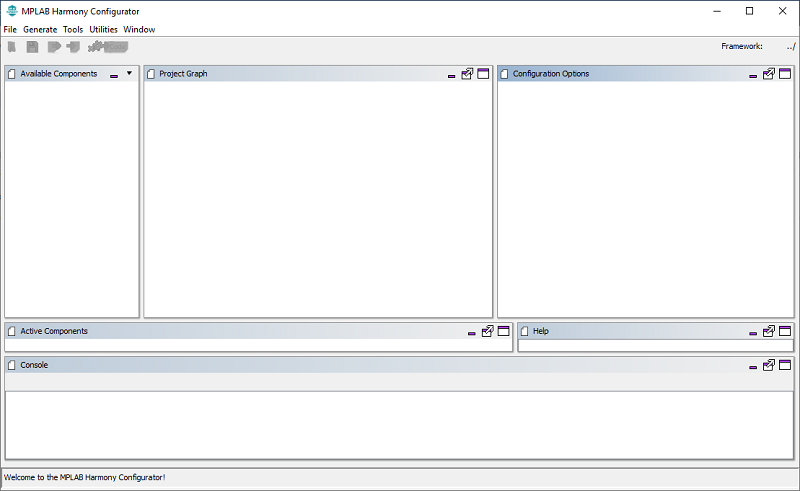 MPLAB Harmony Configurator
File Generate Tools Utilities Window
Framework: ../
Available Components
Project Graph
Configuration Options
Active Components
Help
Console
Welcome to the MPLAB Harmony Configurator!